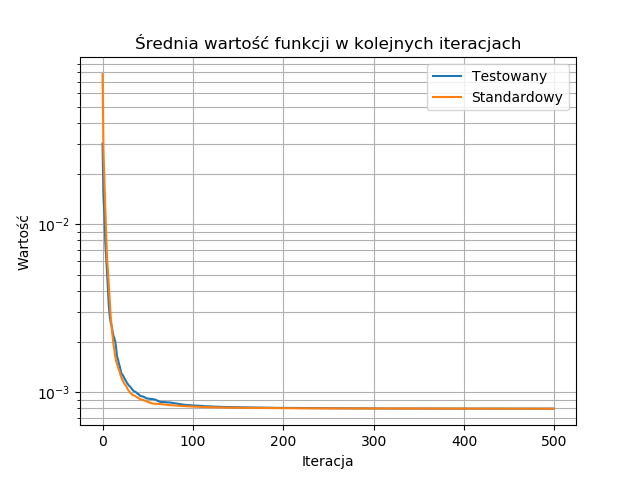 Średnia wartość funkcji w kolejnych iteracjach
Testowany
Standardowy
Wartość
10⁻²
10⁻³
0 100 200 300 400 500
Iteracja